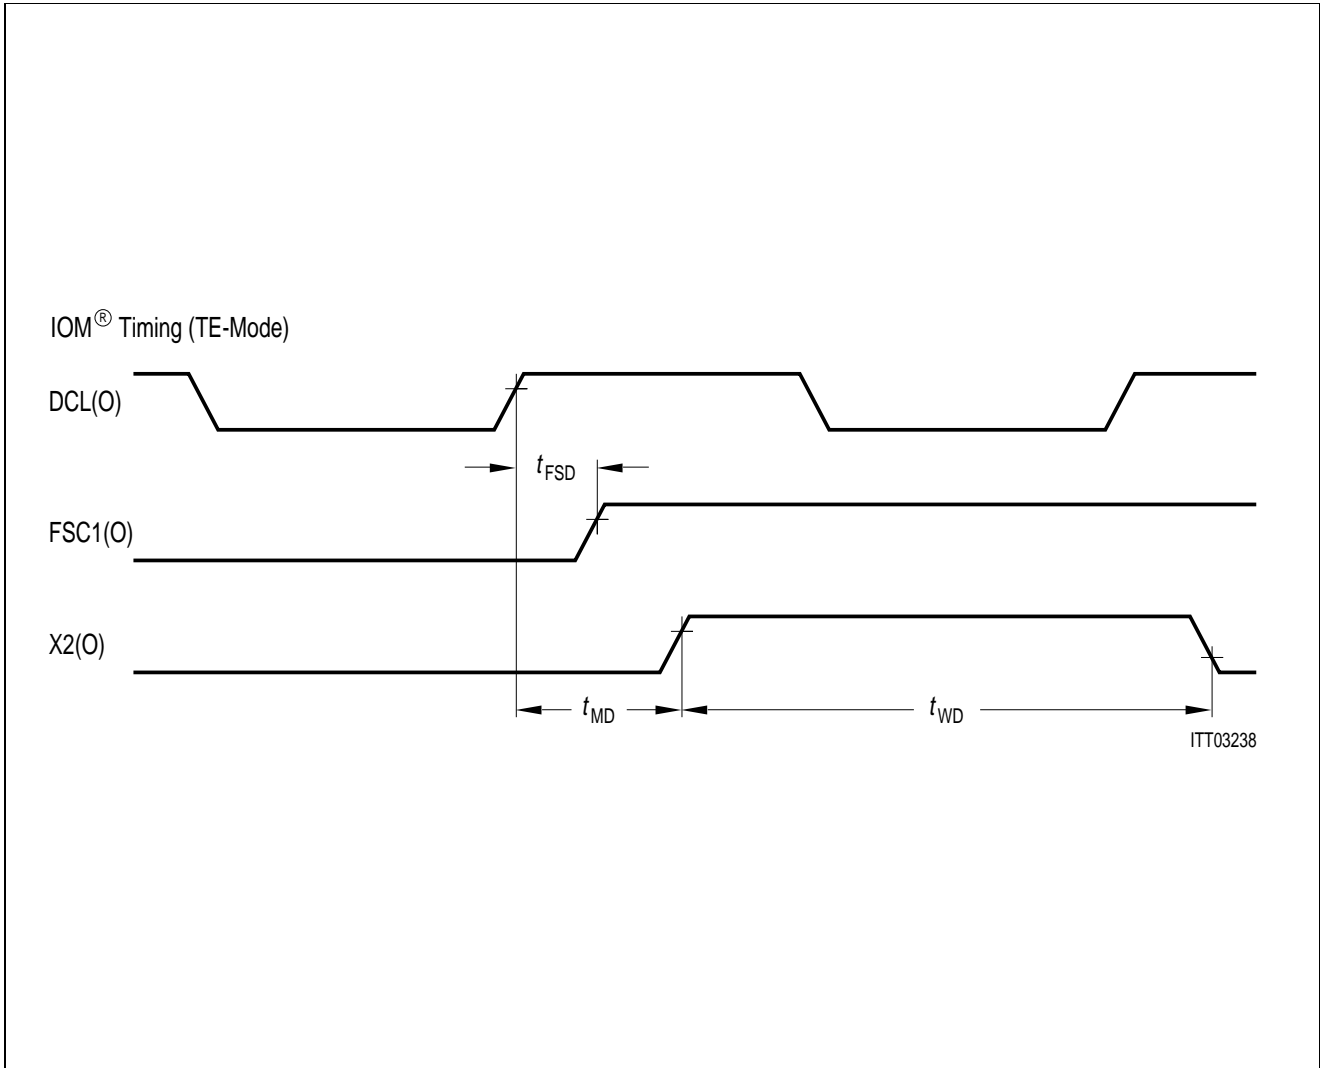 IOM® Timing (TE-Mode)
DCL(O)
tFSD
FSC1(O)
X2(O)
tMD
tWD
ITT03238